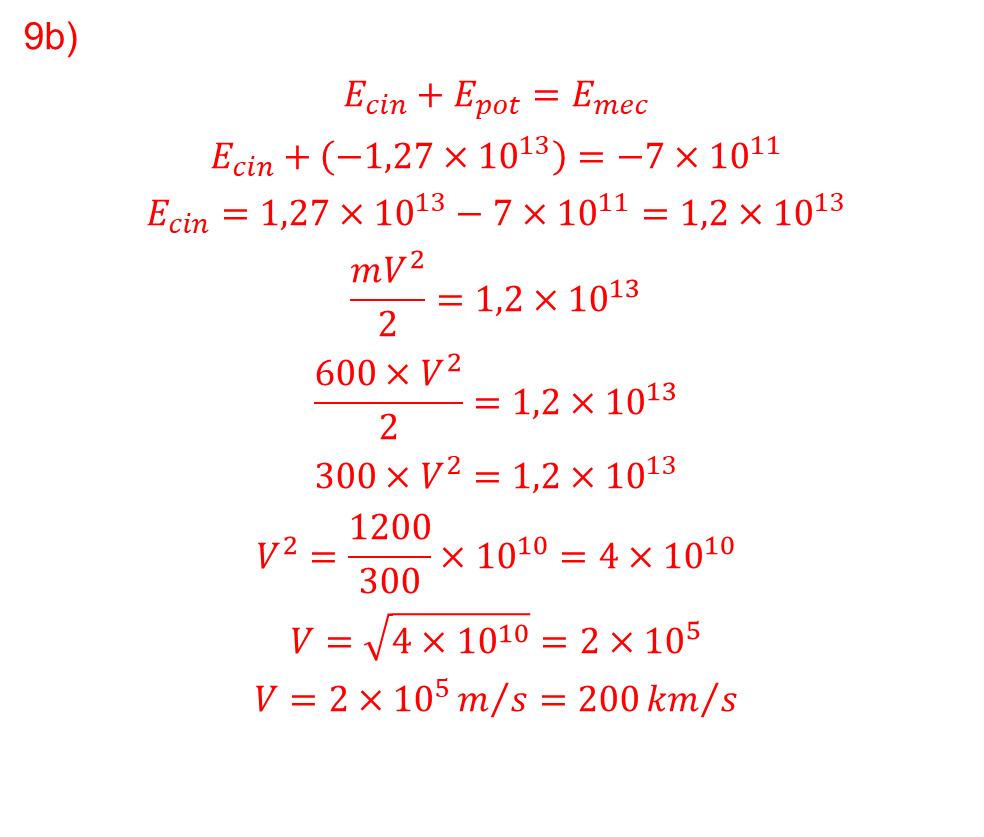 9b)
E_cin + E_pot = E_mec
E_cin + (−1,27 × 10^13) = −7 × 10^11
E_cin = 1,27 × 10^13 − 7 × 10^11 = 1,2 × 10^13
mV^2/2 = 1,2 × 10^13
600 × V^2/2 = 1,2 × 10^13
300 × V^2 = 1,2 × 10^13
V^2 = 1200/300 × 10^10 = 4 × 10^10
V = √(4 × 10^10) = 2 × 10^5
V = 2 × 10^5 m/s = 200 km/s